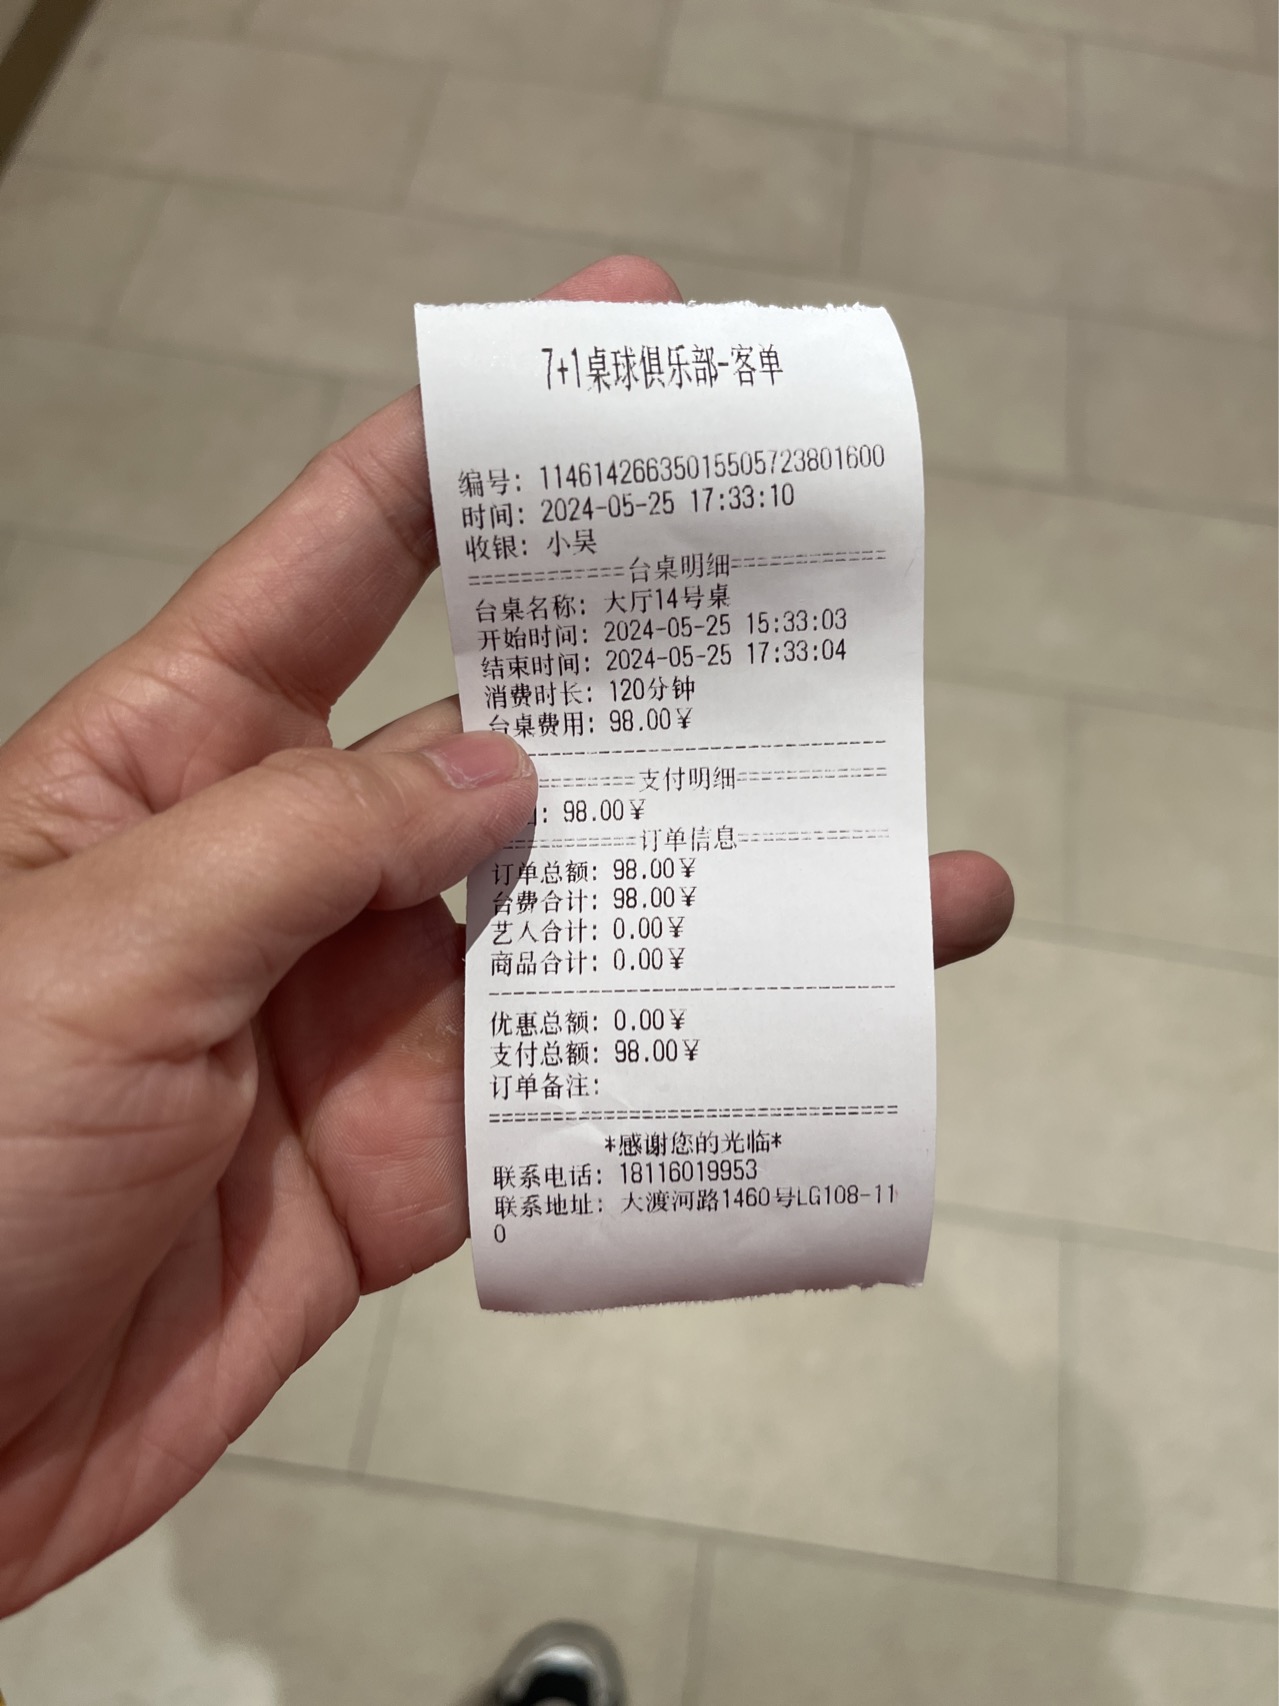 7+1桌球俱乐部-客单
编号: 11461426635015505723801600
时间: 2024-05-25 17:33:10
收银: 小吴
============台桌明细============
台桌名称: 大厅14号桌
开始时间: 2024-05-25 15:33:03
结束时间: 2024-05-25 17:33:04
消费时长: 120分钟
台桌费用: 98.00¥
支付明细
98.00¥
订单信息
订单总额: 98.00¥
台费合计: 98.00¥
艺人合计: 0.00¥
商品合计: 0.00¥
优惠总额: 0.00¥
支付总额: 98.00¥
订单备注:
*感谢您的光临*
联系电话: 18116019953
联系地址: 大渡河路1460号LG108-11
0